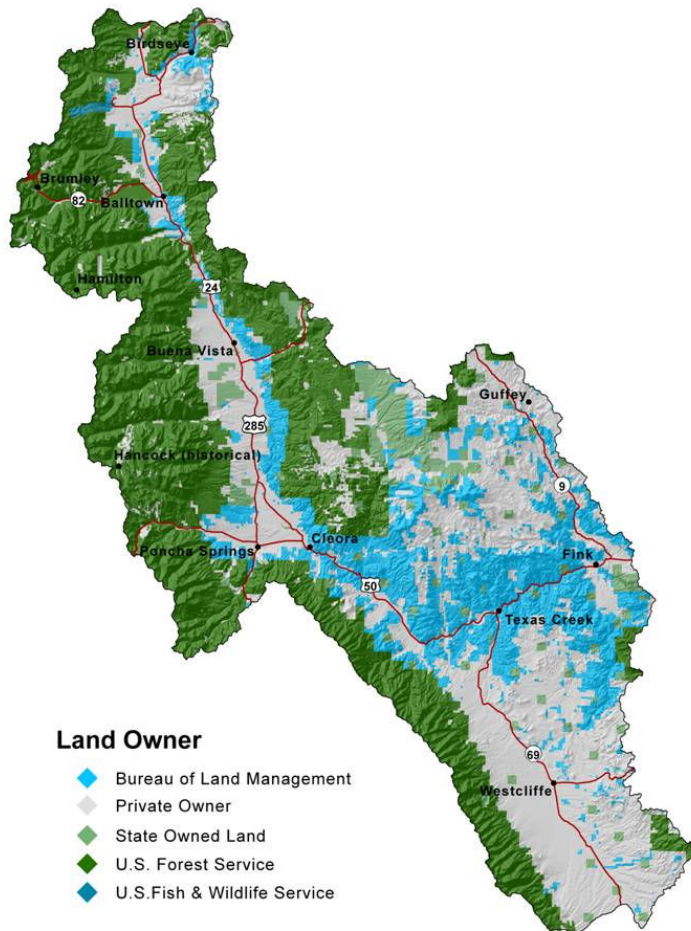 Birdseye
Brumley
82
Balltown
Hamilton
24
Buena Vista
Guffey
285
Hancock (historical)
9
Cleora
Poncha Springs
Fink
50
Texas Creek
69
Westcliffe
Land Owner
Bureau of Land Management
Private Owner
State Owned Land
U.S. Forest Service
U.S.Fish & Wildlife Service